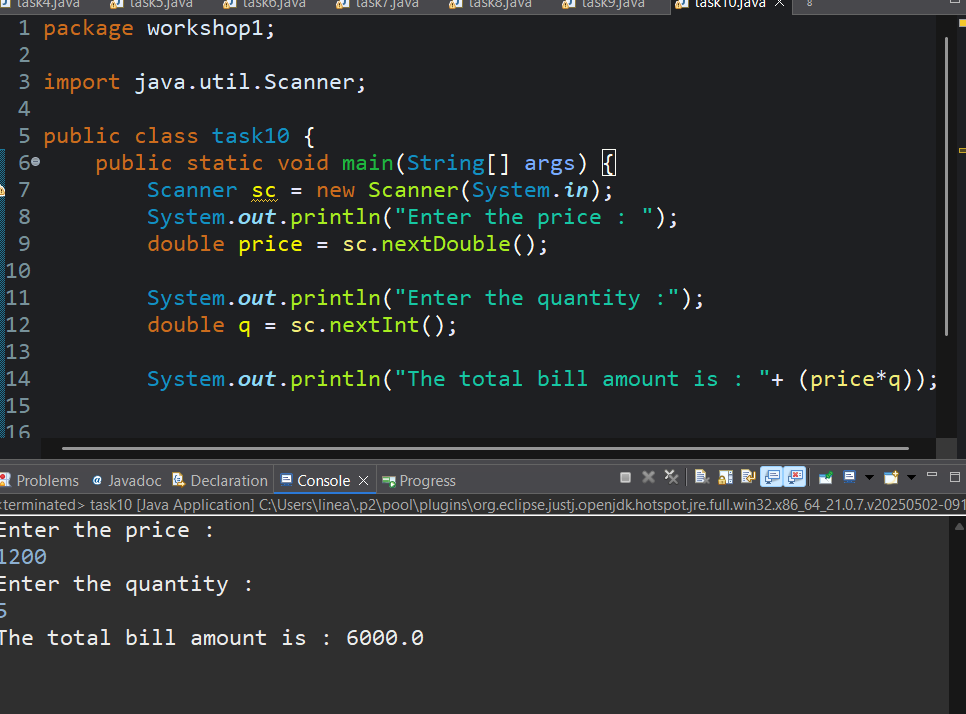 task4.java task5.java task6.java task7.java task8.java task9.java task10.java 8
1 package workshop1;
2
3 import java.util.Scanner;
4
5 public class task10 {
6 public static void main(String[] args) {
7 Scanner sc = new Scanner(System.in);
8 System.out.println("Enter the price : ");
9 double price = sc.nextDouble();
10
11 System.out.println("Enter the quantity :");
12 double q = sc.nextInt();
13
14 System.out.println("The total bill amount is : "+ (price*q));
15
16
Problems Javadoc Declaration Console Progress
<terminated> task10 [Java Application] C:\Users\linea\.p2\pool\plugins\org.eclipse.justj.openjdk.hotspot.jre.full.win32.x86_64_21.0.7.v20250502-091
Enter the price :
1200
Enter the quantity :
5
The total bill amount is : 6000.0